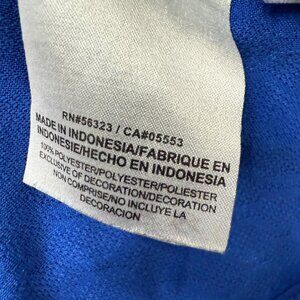 RN#56323 / CA#05553
MADE IN INDONESIA/FABRIQUE EN
INDONESIE/HECHO EN INDONESIA
100% POLYESTER/POLYESTER/POLIESTER
EXCLUSIVE OF DECORATION/DECORATION
NON COMPRISE/NO INCLUYE LA
DECORACION